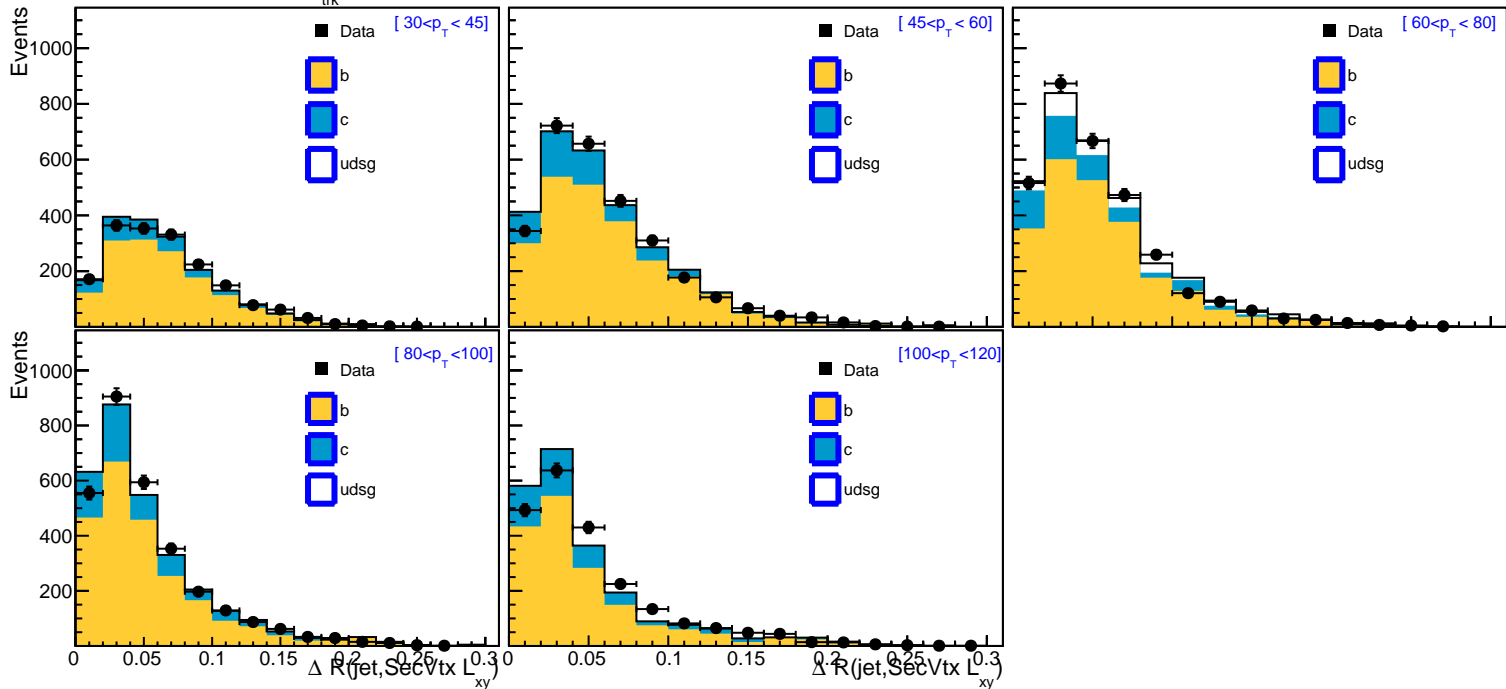 trk
Events
1000
800
600
400
200
Data
b
c
udsg
[ 30<p_T < 45]
Data
b
c
udsg
[ 45<p_T < 60]
Data
b
c
udsg
[ 60<p_T < 80]
Events
1000
800
600
400
200
Data
b
c
udsg
[ 80<p_T <100]
Data
b
c
udsg
[100<p_T <120]
0 0.05 0.1 0.15 0.2 0.25 0.3
Δ R(jet,SecVtx L_xy)
0.05 0.1 0.15 0.2 0.25 0.3
Δ R(jet,SecVtx L_xy)